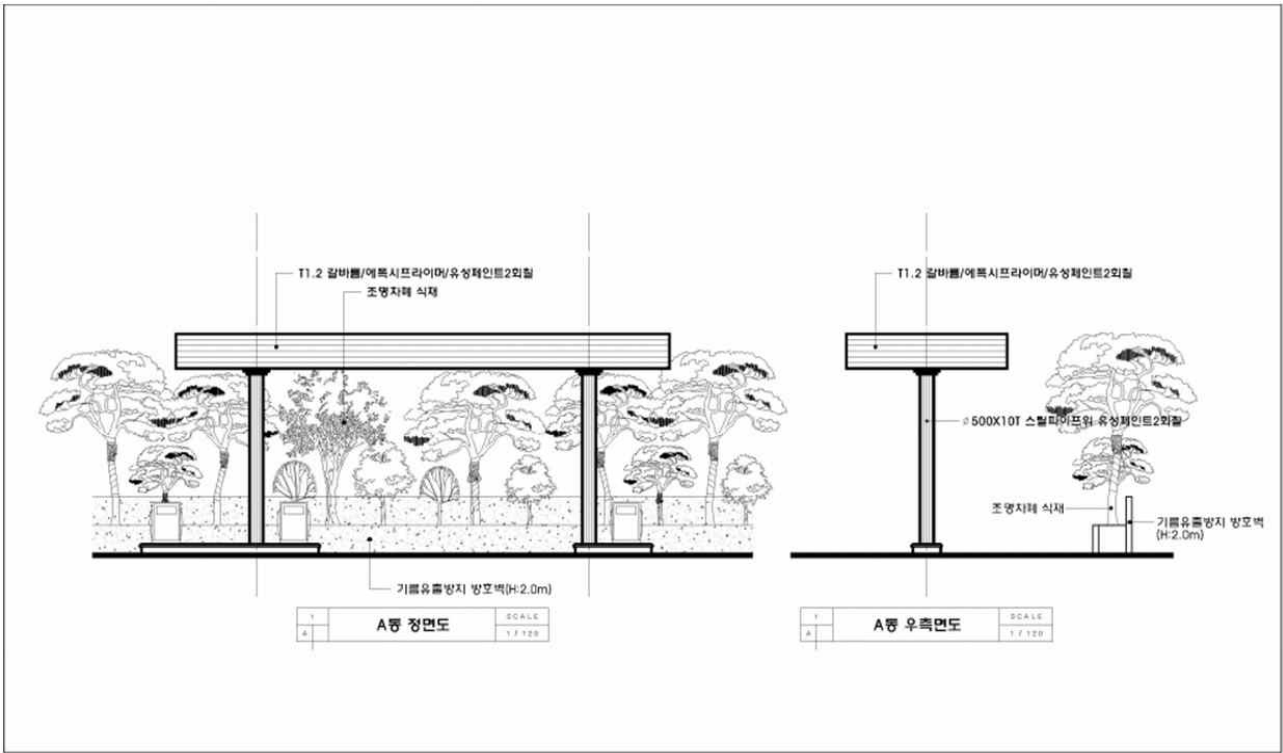 T1.2 갈바륨/에폭시프라이머/유성페인트2회칠
조명차폐 식재
기름유출방지 방호벽(H:2.0m)
1
A
A동 정면도
SCALE
1 / 120
T1.2 갈바륨/에폭시프라이머/유성페인트2회칠
ø500X10T 스틸파이프위 유성페인트2회칠
조명차폐 식재
기름유출방지 방호벽
(H:2.0m)
1
A
A동 우측면도
SCALE
1 / 120